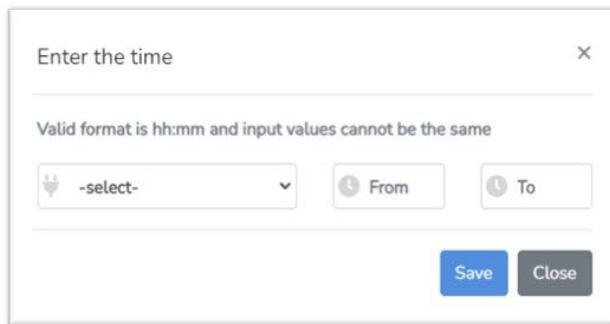 Enter the time ×
Valid format is hh:mm and input values cannot be the same
-select- From To
Save Close